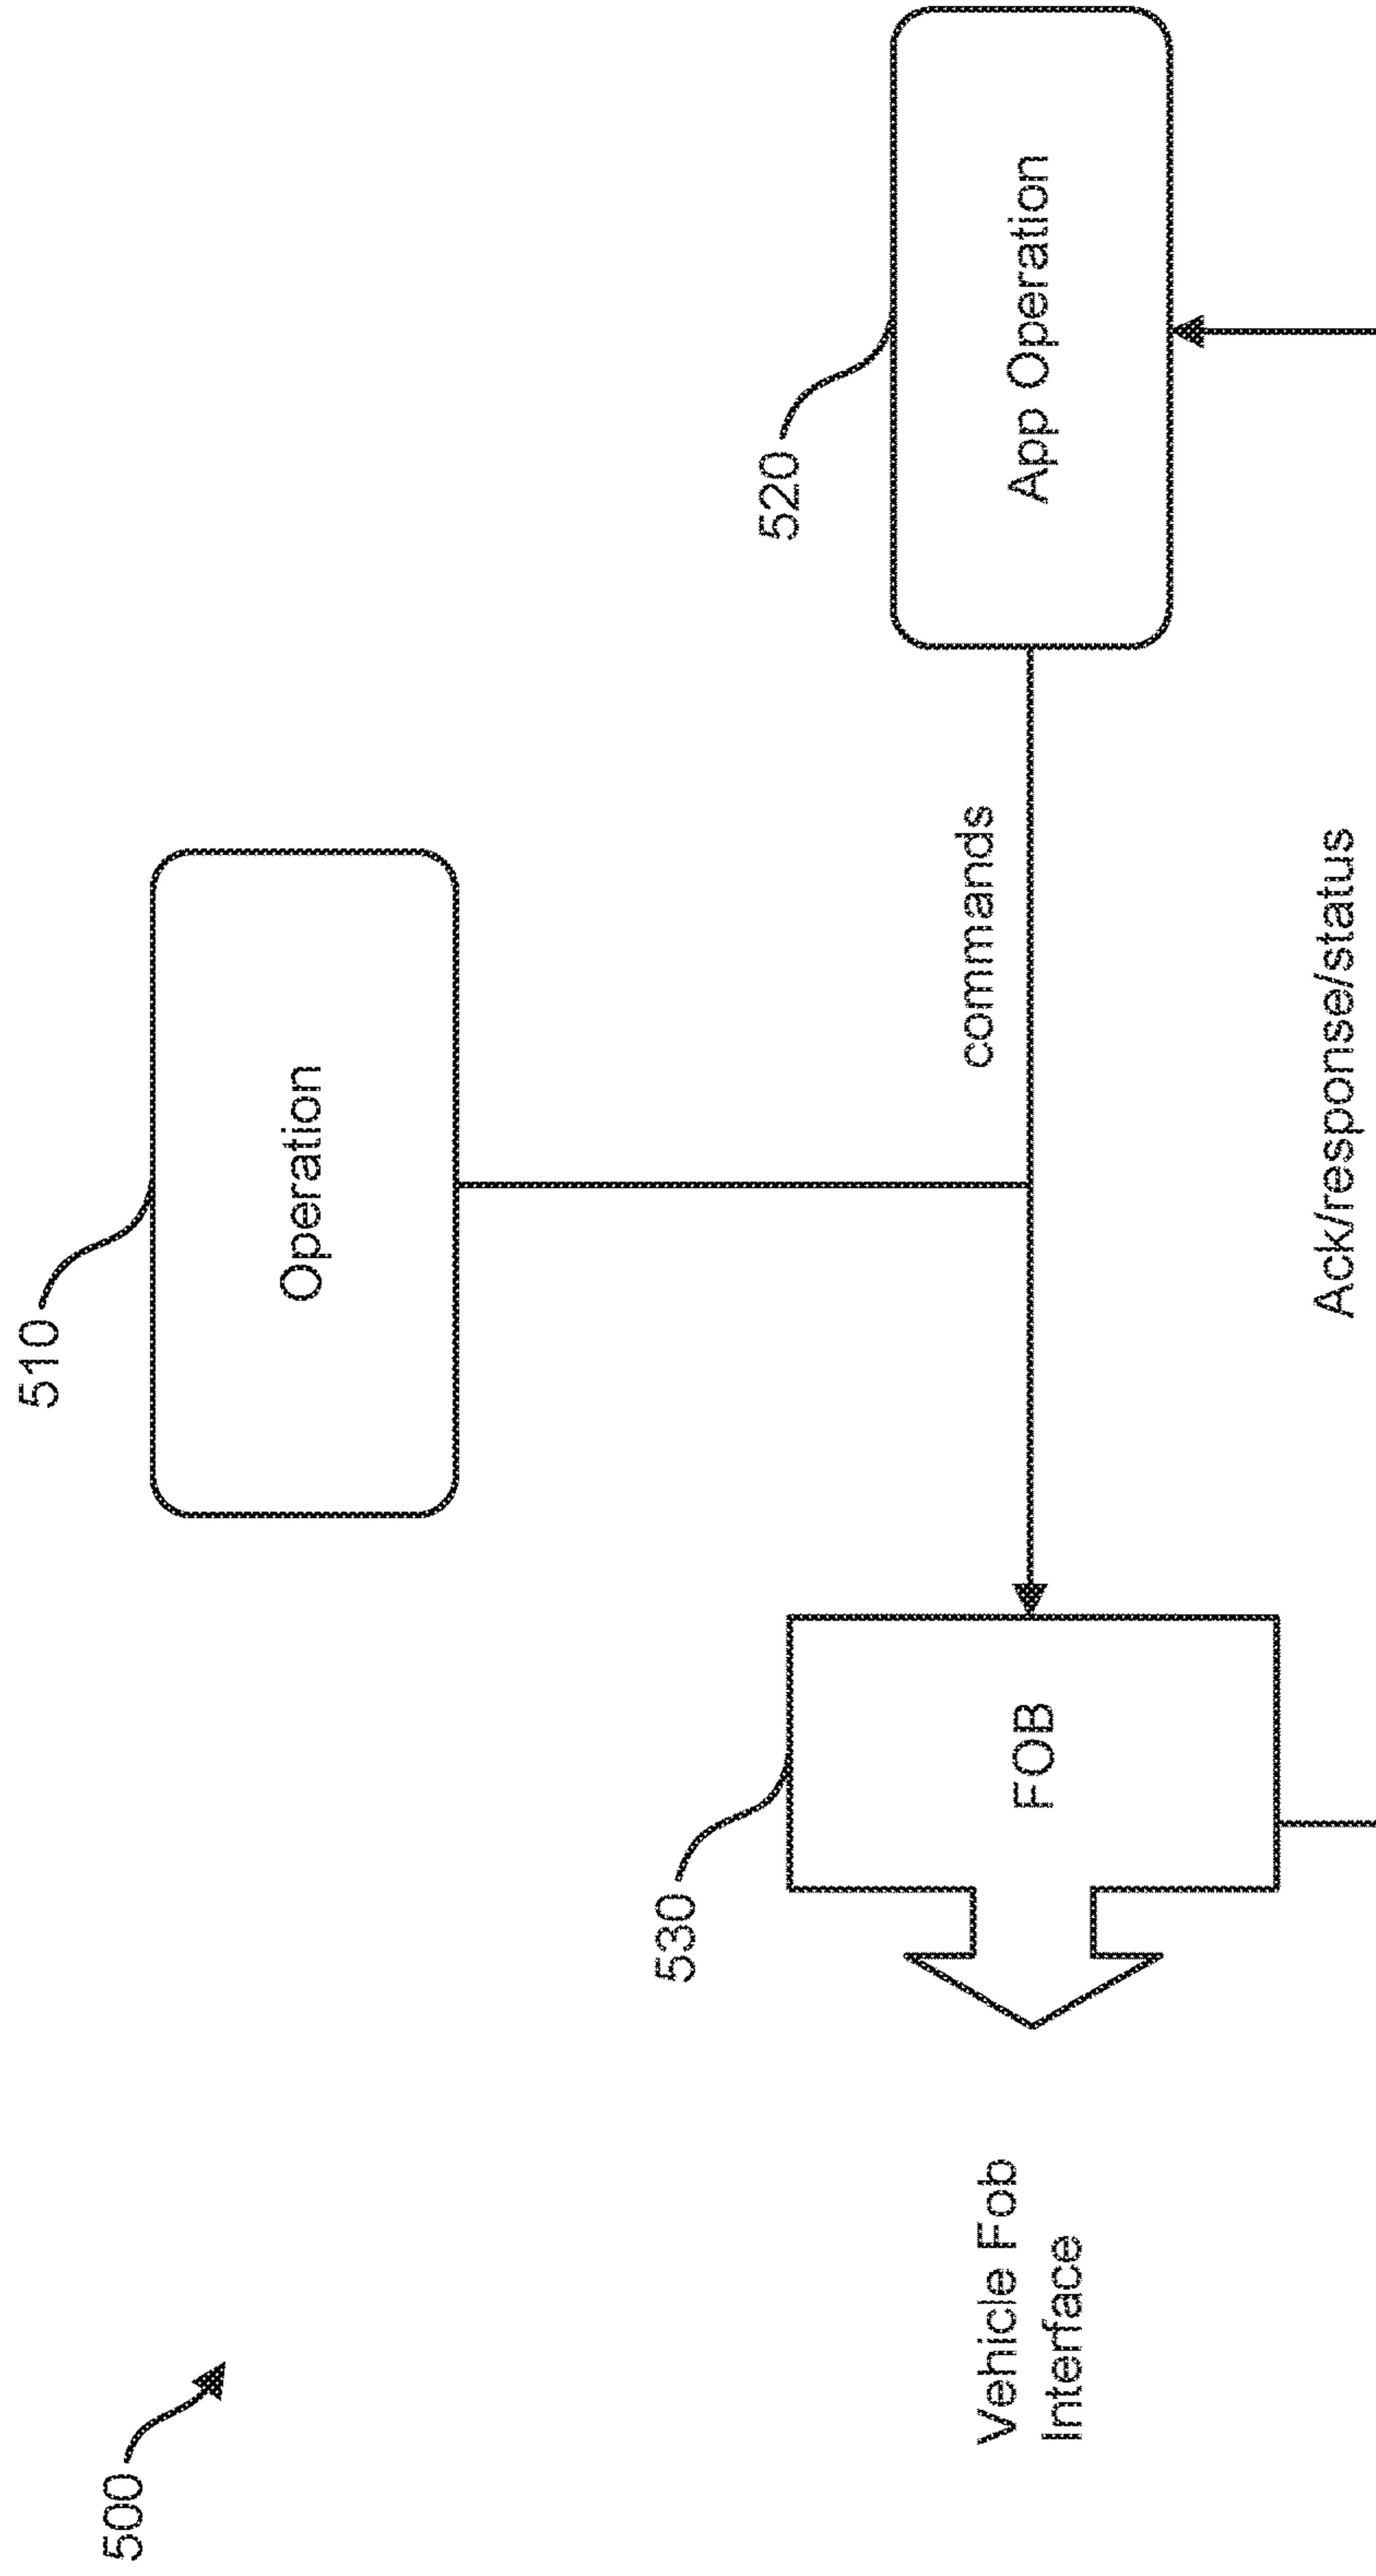 500
510
Operation
520
App Operation
530
FOB
commands
Vehicle Fob
Interface
Ack/response/status